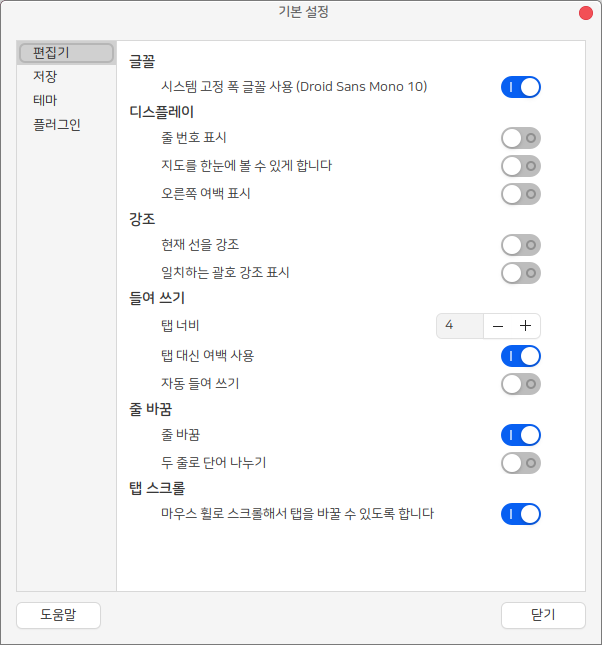 기본 설정
편집기
저장
테마
플러그인
글꼴
시스템 고정 폭 글꼴 사용 (Droid Sans Mono 10)
디스플레이
줄 번호 표시
지도를 한눈에 볼 수 있게 합니다
오른쪽 여백 표시
강조
현재 선을 강조
일치하는 괄호 강조 표시
들여 쓰기
탭 너비
4
탭 대신 여백 사용
자동 들여 쓰기
줄 바꿈
줄 바꿈
두 줄로 단어 나누기
탭 스크롤
마우스 휠로 스크롤해서 탭을 바꿀 수 있도록 합니다
도움말
닫기